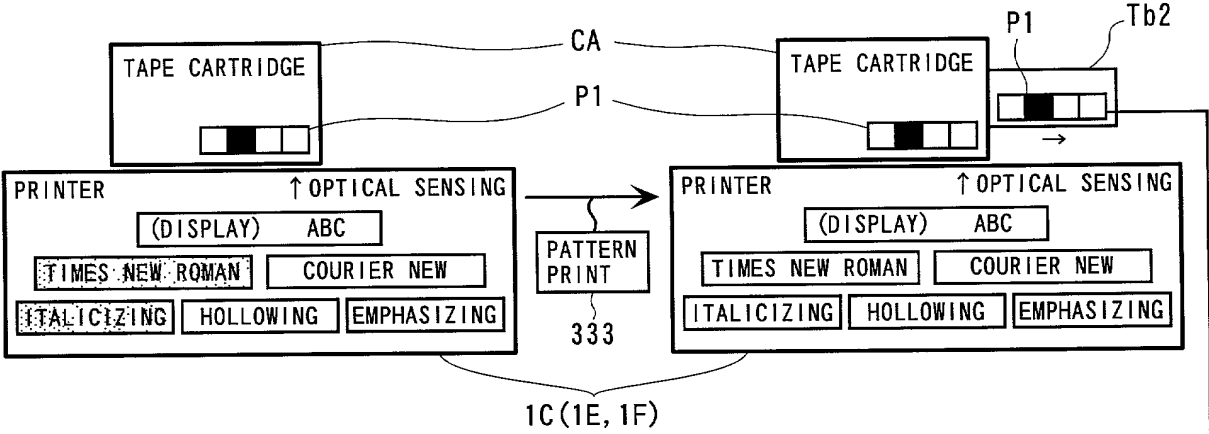 CA
P1
Tb2
TAPE CARTRIDGE
TAPE CARTRIDGE
P1
→
PRINTER ↑OPTICAL SENSING
(DISPLAY) ABC
TIMES NEW ROMAN COURIER NEW
ITALICIZING HOLLOWING EMPHASIZING
PATTERN
PRINT
333
PRINTER ↑OPTICAL SENSING
(DISPLAY) ABC
TIMES NEW ROMAN COURIER NEW
ITALICIZING HOLLOWING EMPHASIZING
1C(1E, 1F)